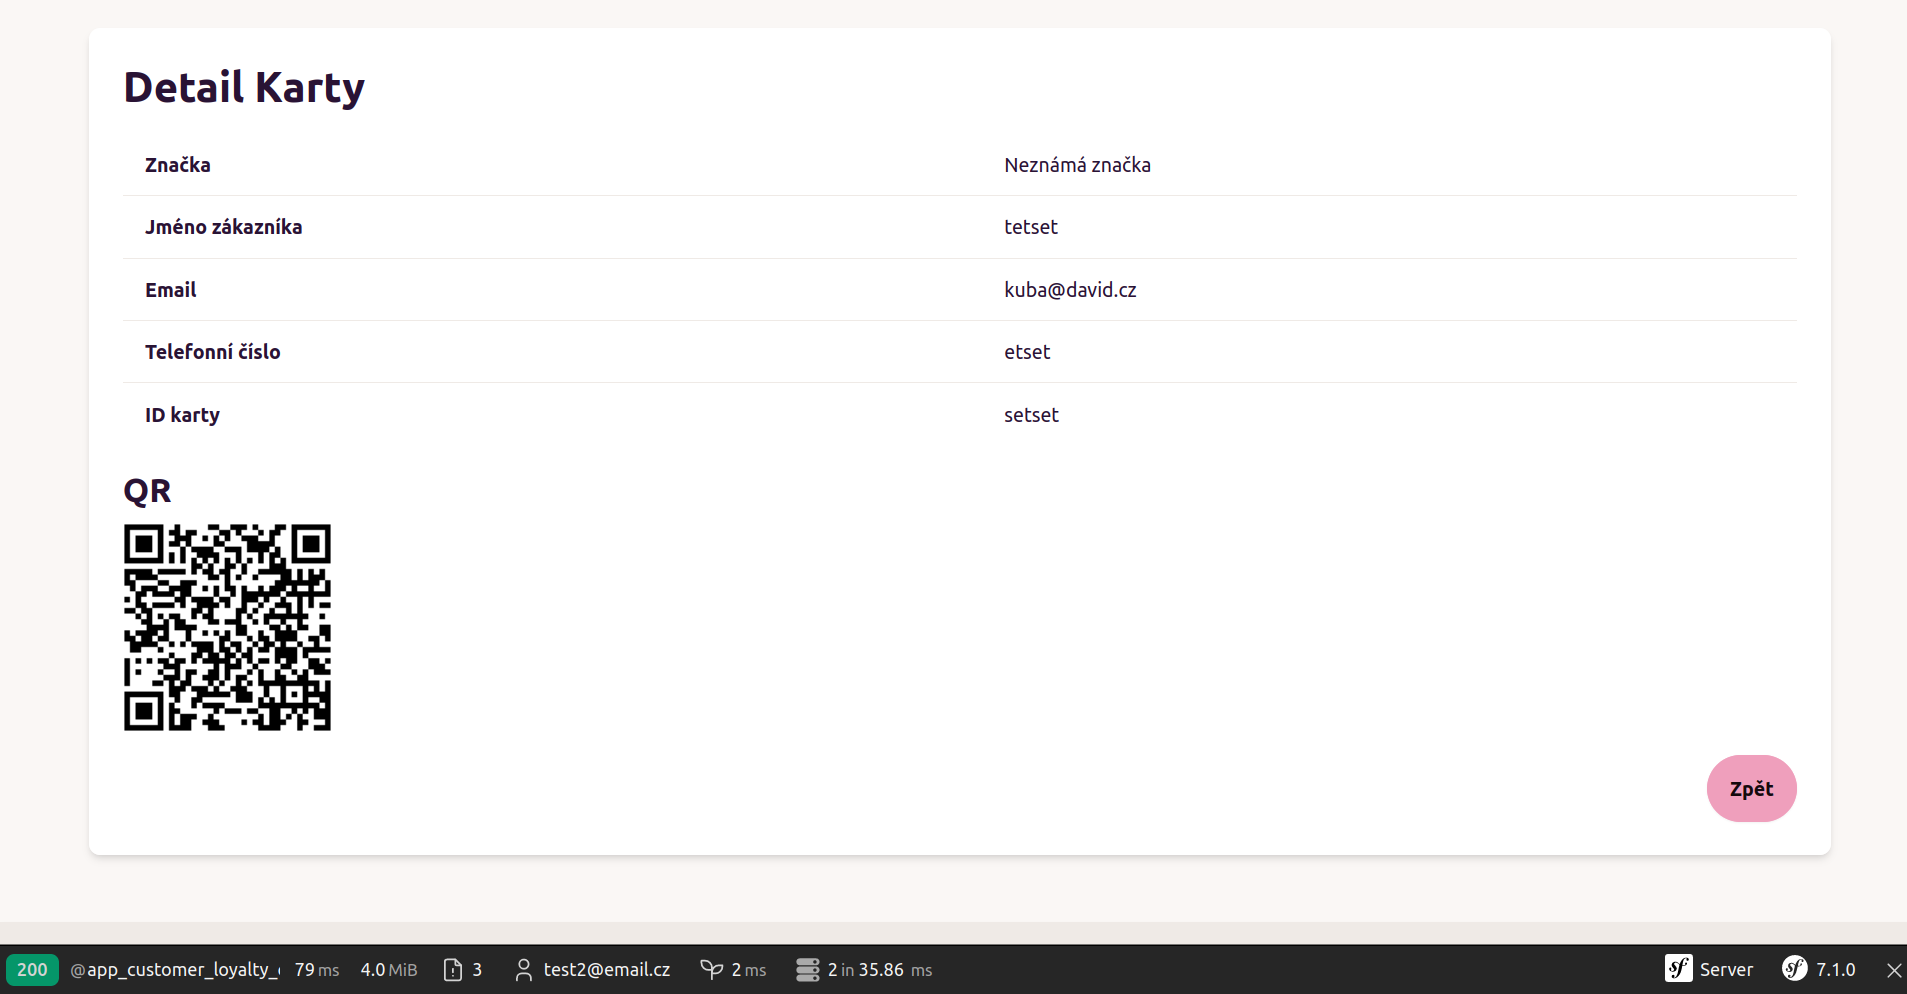 Detail Karty
Značka Neznámá značka
Jméno zákazníka tetset
Email kuba@david.cz
Telefonní číslo etset
ID karty setset
QR
Zpět
200 @app_customer_loyalty_ 79 ms 4.0 MiB 3 test2@email.cz 2 ms 2 in 35.86 ms sf Server sf 7.1.0